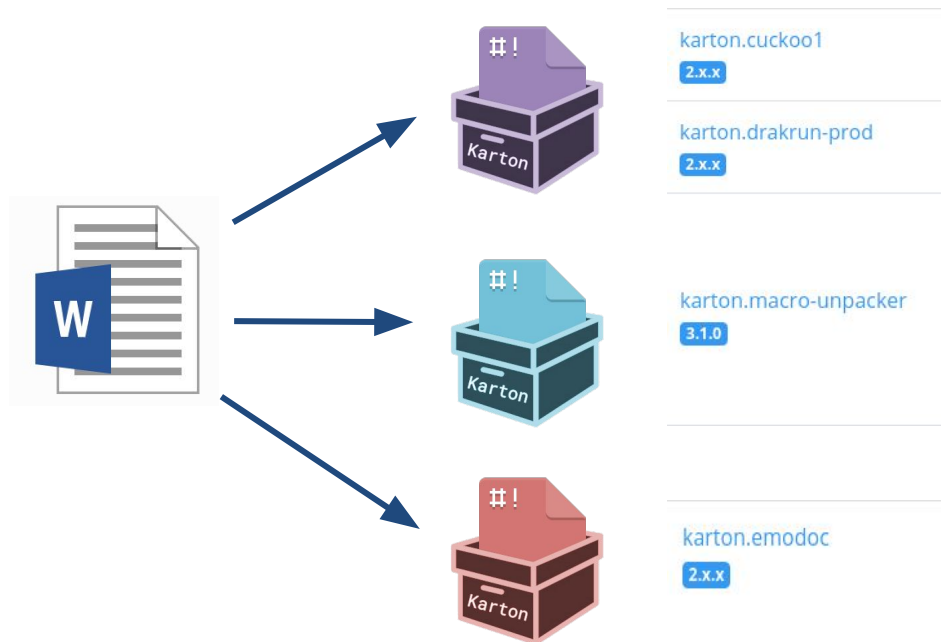 #!
Karton
karton.cuckoo1
2.x.x
karton.drakrun-prod
2.x.x
W
#!
Karton
karton.macro-unpacker
3.1.0
#!
Karton
karton.emodoc
2.x.x